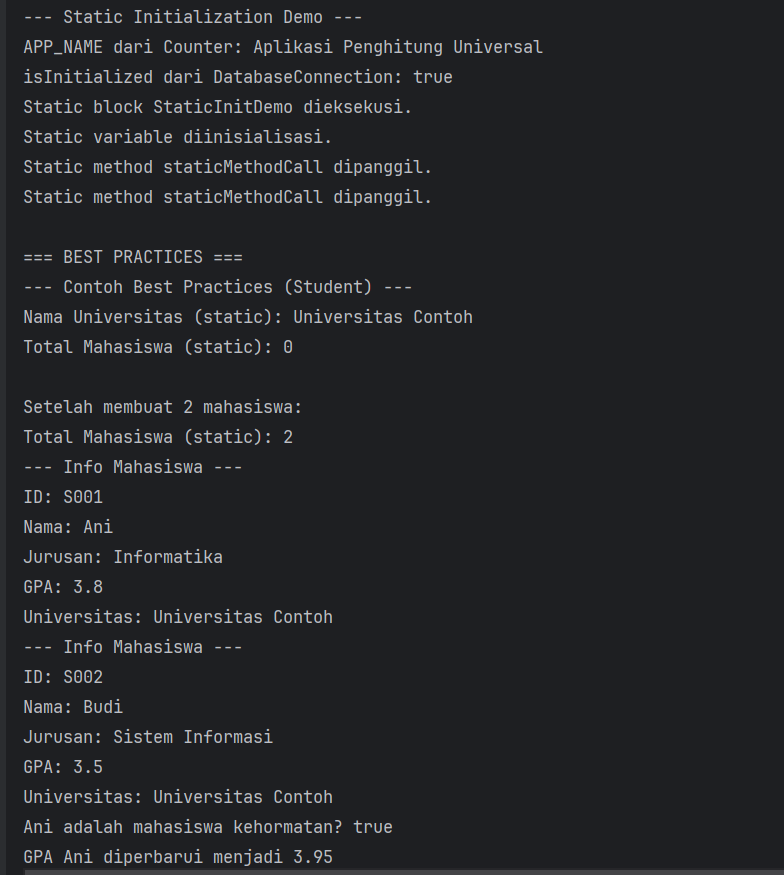 --- Static Initialization Demo ---
APP_NAME dari Counter: Aplikasi Penghitung Universal
isInitialized dari DatabaseConnection: true
Static block StaticInitDemo dieksekusi.
Static variable diinisialisasi.
Static method staticMethodCall dipanggil.
Static method staticMethodCall dipanggil.

=== BEST PRACTICES ===
--- Contoh Best Practices (Student) ---
Nama Universitas (static): Universitas Contoh
Total Mahasiswa (static): 0

Setelah membuat 2 mahasiswa:
Total Mahasiswa (static): 2
--- Info Mahasiswa ---
ID: S001
Nama: Ani
Jurusan: Informatika
GPA: 3.8
Universitas: Universitas Contoh
--- Info Mahasiswa ---
ID: S002
Nama: Budi
Jurusan: Sistem Informasi
GPA: 3.5
Universitas: Universitas Contoh
Ani adalah mahasiswa kehormatan? true
GPA Ani diperbarui menjadi 3.95